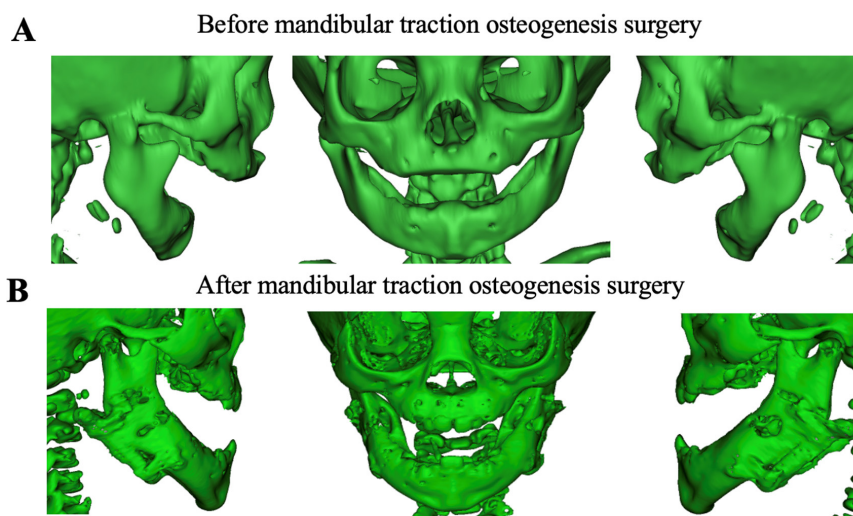 A
Before mandibular traction osteogenesis surgery
B
After mandibular traction osteogenesis surgery